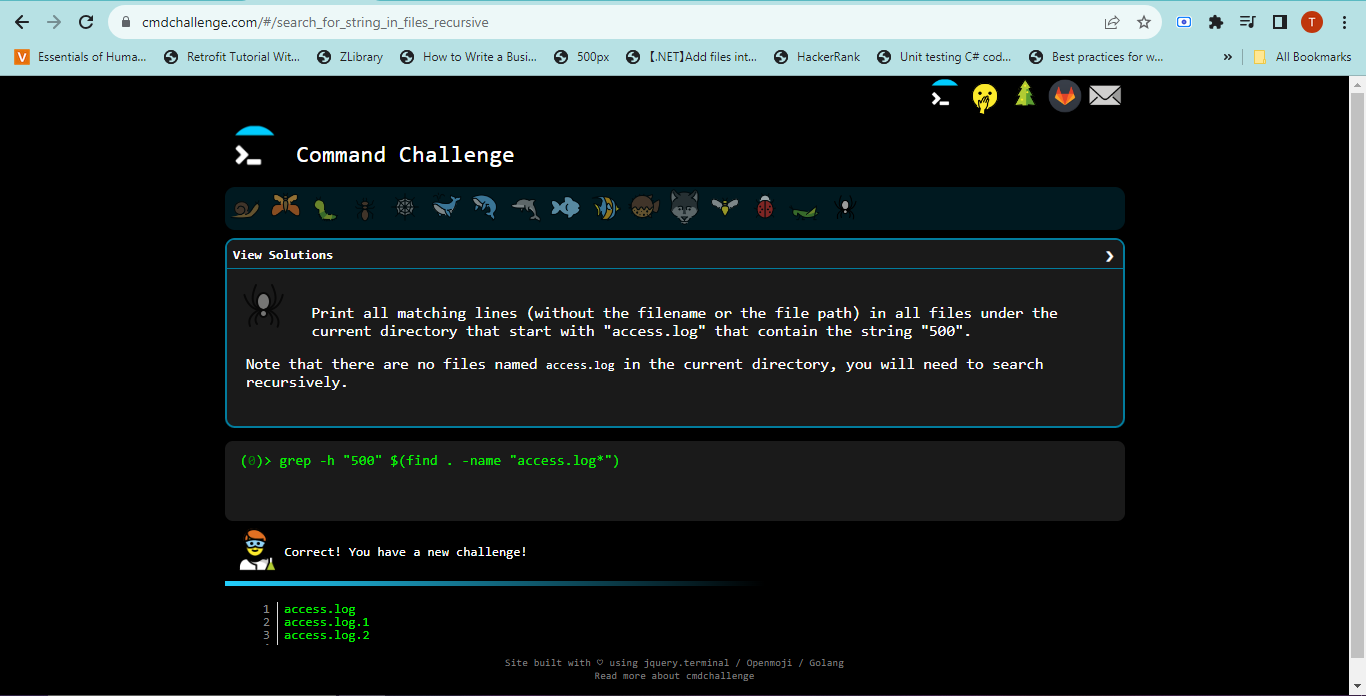 cmdchallenge.com/#/search_for_string_in_files_recursive
T
V Essentials of Huma... Retrofit Tutorial Wit... ZLibrary How to Write a Busi... 500px 【.NET】Add files int... HackerRank Unit testing C# cod... Best practices for w... » All Bookmarks
Command Challenge
View Solutions ❯
Print all matching lines (without the filename or the file path) in all files under the
current directory that start with "access.log" that contain the string "500".
Note that there are no files named access.log in the current directory, you will need to search
recursively.
(0)> grep -h "500" $(find . -name "access.log*")
Correct! You have a new challenge!
1 access.log
2 access.log.1
3 access.log.2
Site built with ♡ using jquery.terminal / Openmoji / Golang
Read more about cmdchallenge